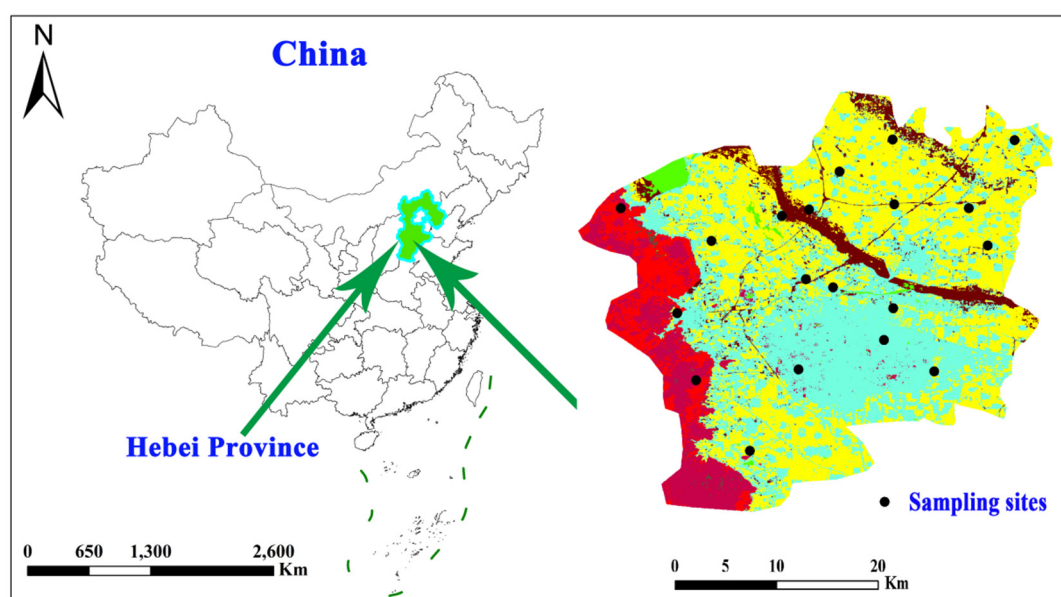 N
China
Hebei Province
Sampling sites
0 650 1,300 2,600
Km
0 5 10 20
Km